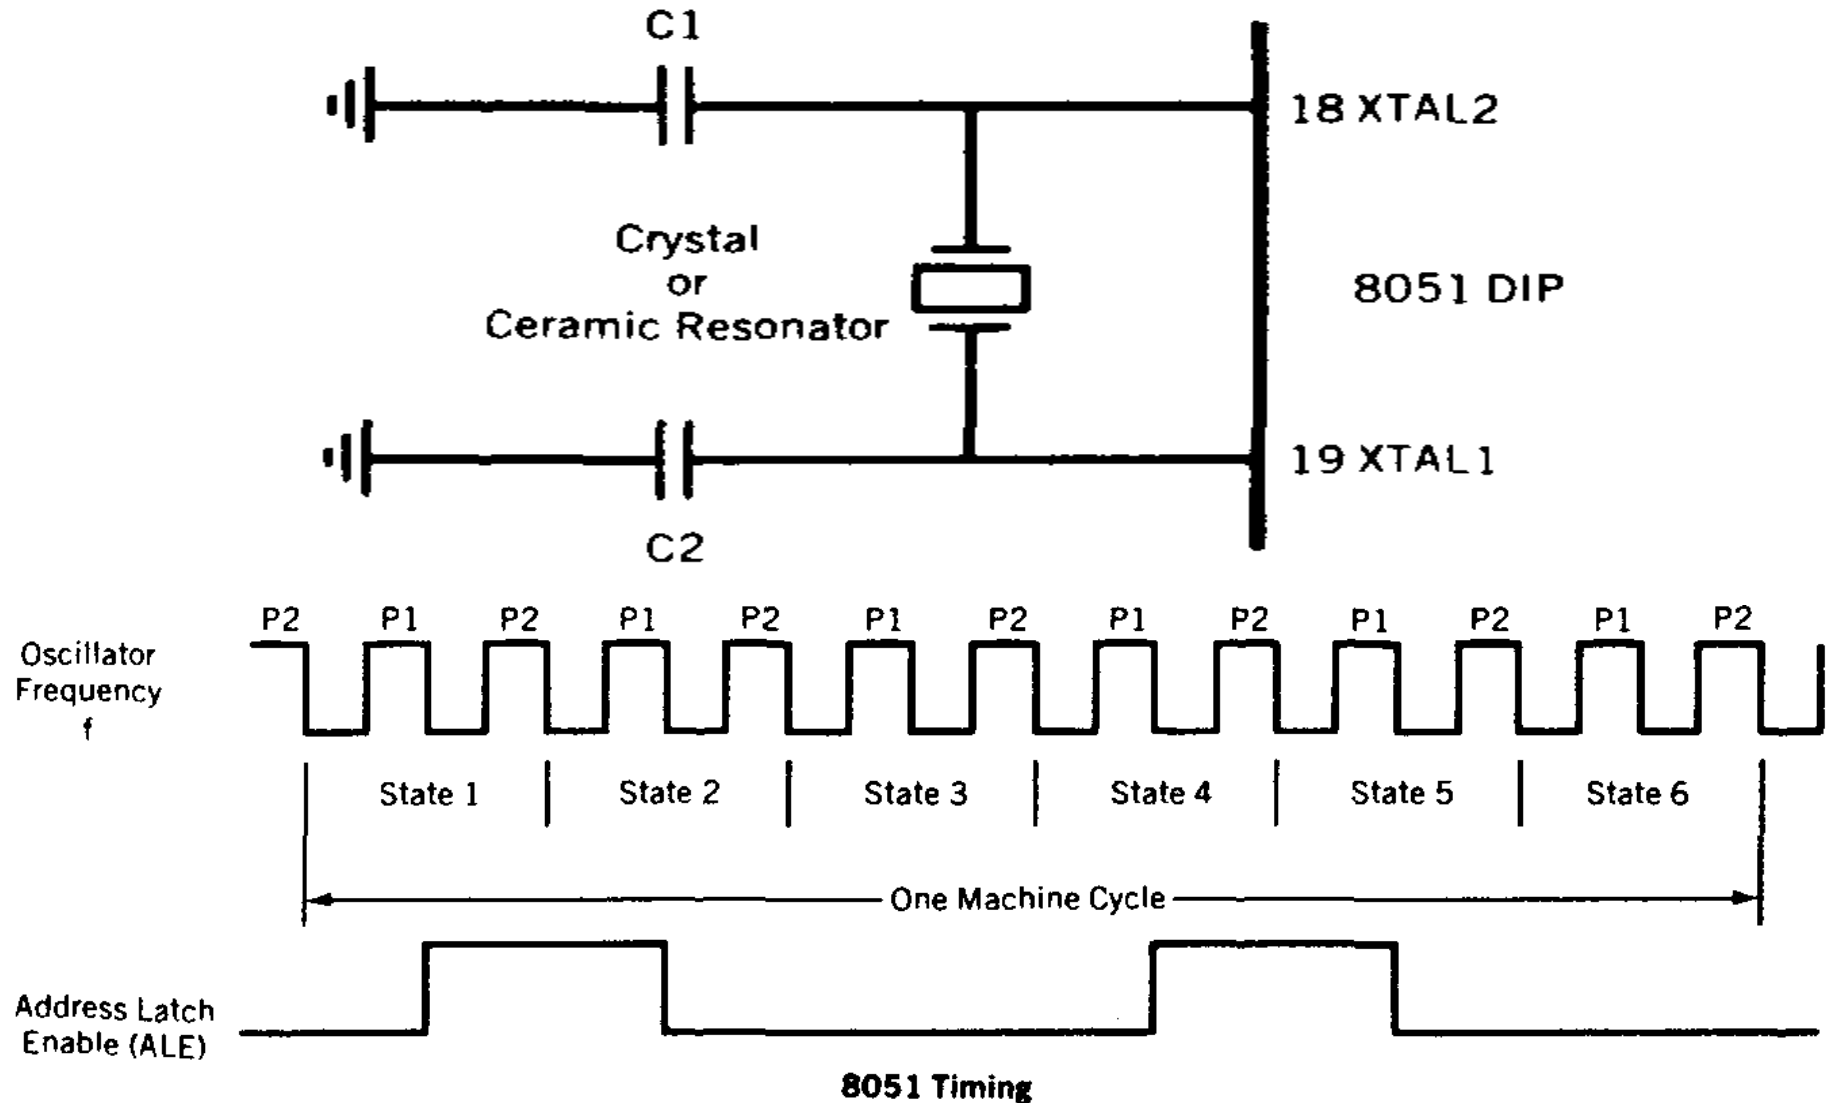 C1
18 XTAL2
Crystal
or
Ceramic Resonator
8051 DIP
19 XTAL1
C2
P2 P1 P2 P1 P2 P1 P2 P1 P2 P1 P2 P1 P2
Oscillator
Frequency
f
State 1 State 2 State 3 State 4 State 5 State 6
One Machine Cycle
Address Latch
Enable (ALE)
8051 Timing